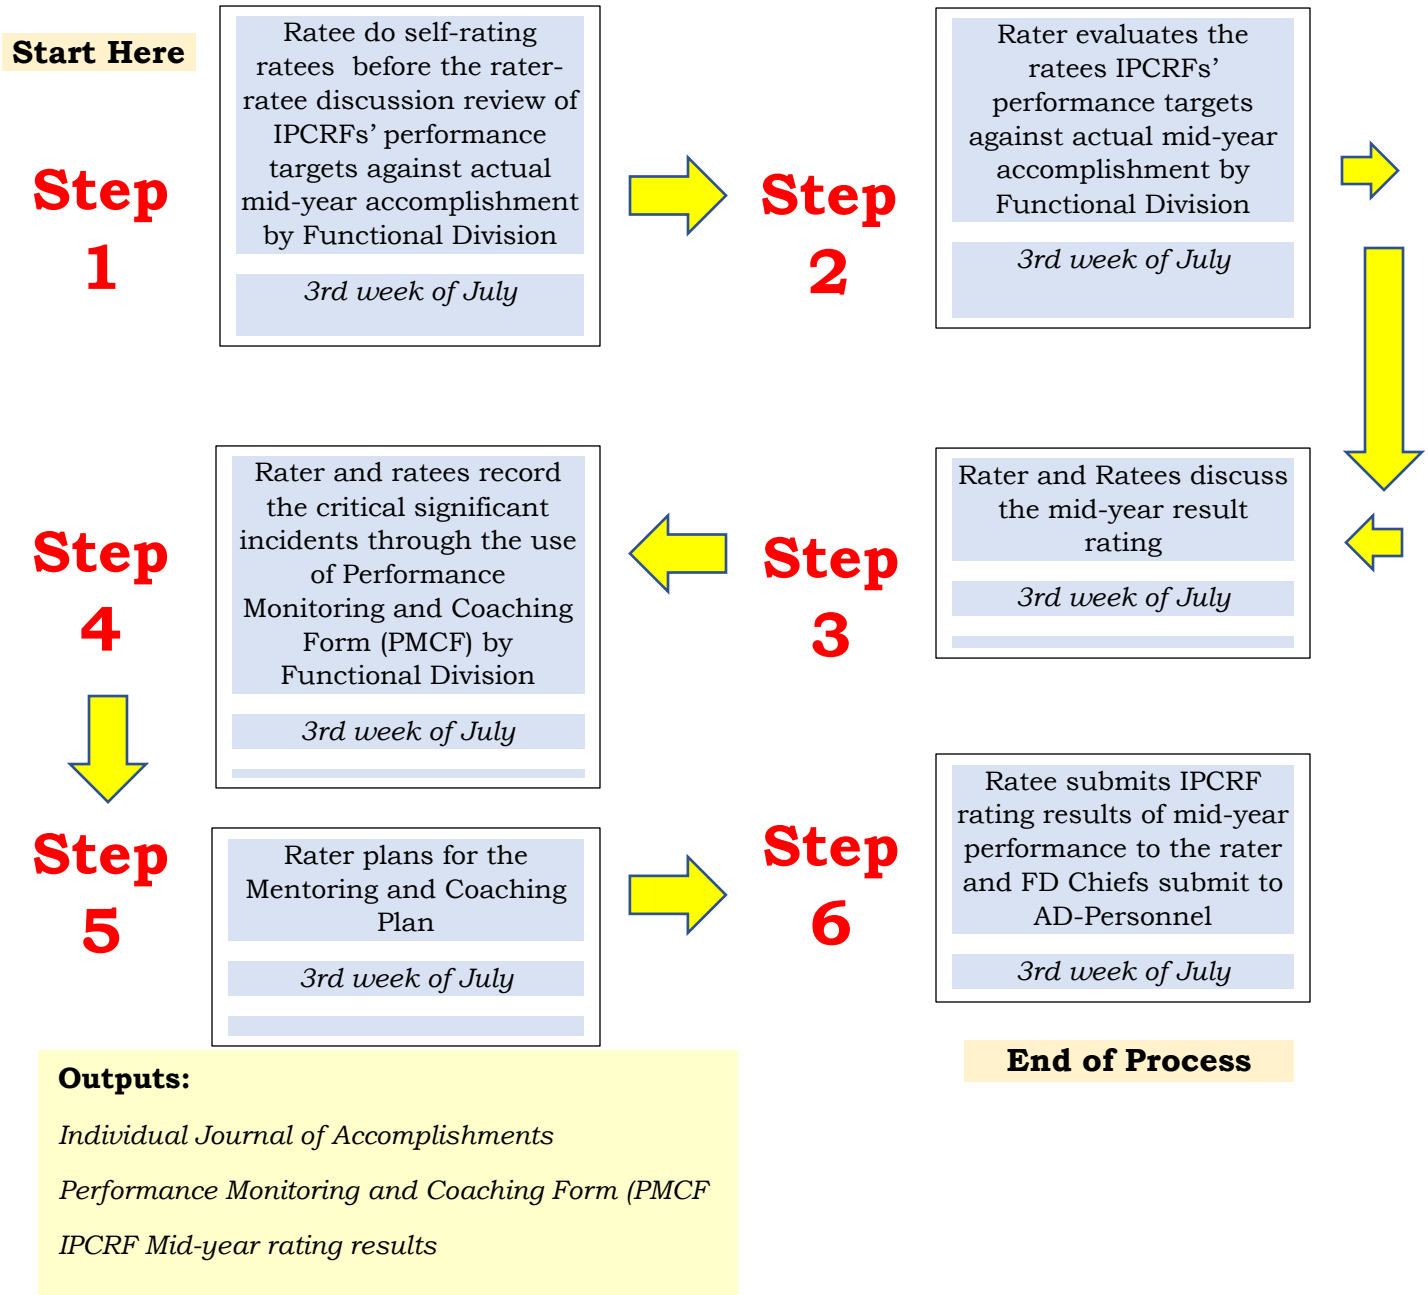 Start Here
Step
1
Ratee do self-rating
ratees  before the rater-
ratee discussion review of
IPCRFs’ performance
targets against actual
mid-year accomplishment
by Functional Division
3rd week of July
Step
2
Rater evaluates the
ratees IPCRFs’
performance targets
against actual mid-year
accomplishment by
Functional Division
3rd week of July
Step
3
Rater and Ratees discuss
the mid-year result
rating
3rd week of July
Step
4
Rater and ratees record
the critical significant
incidents through the use
of Performance
Monitoring and Coaching
Form (PMCF) by
Functional Division
3rd week of July
Step
5
Rater plans for the
Mentoring and Coaching
Plan
3rd week of July
Step
6
Ratee submits IPCRF
rating results of mid-year
performance to the rater
and FD Chiefs submit to
AD-Personnel
3rd week of July
End of Process
Outputs:
Individual Journal of Accomplishments
Performance Monitoring and Coaching Form (PMCF
IPCRF Mid-year rating results